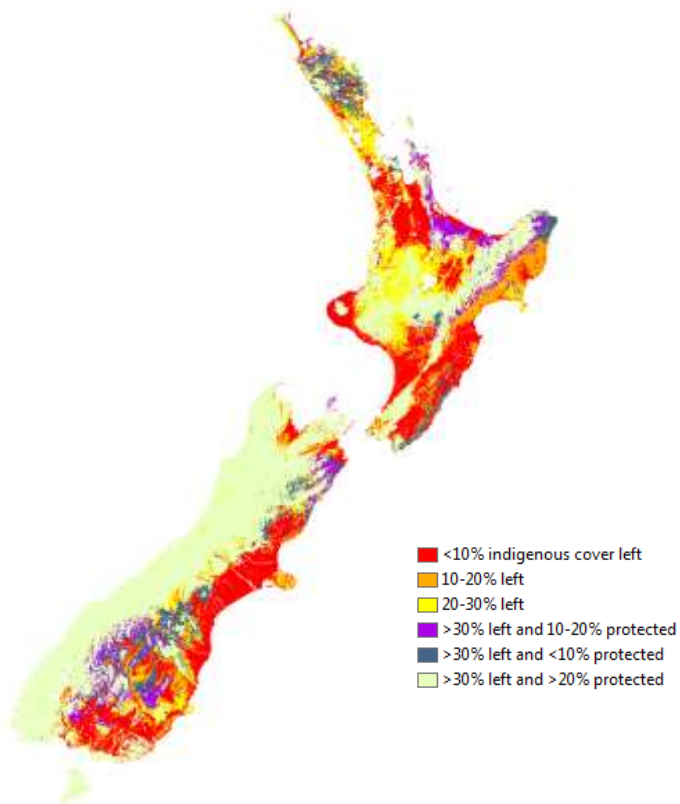 <10% indigenous cover left
10-20% left
20-30% left
>30% left and 10-20% protected
>30% left and <10% protected
>30% left and >20% protected